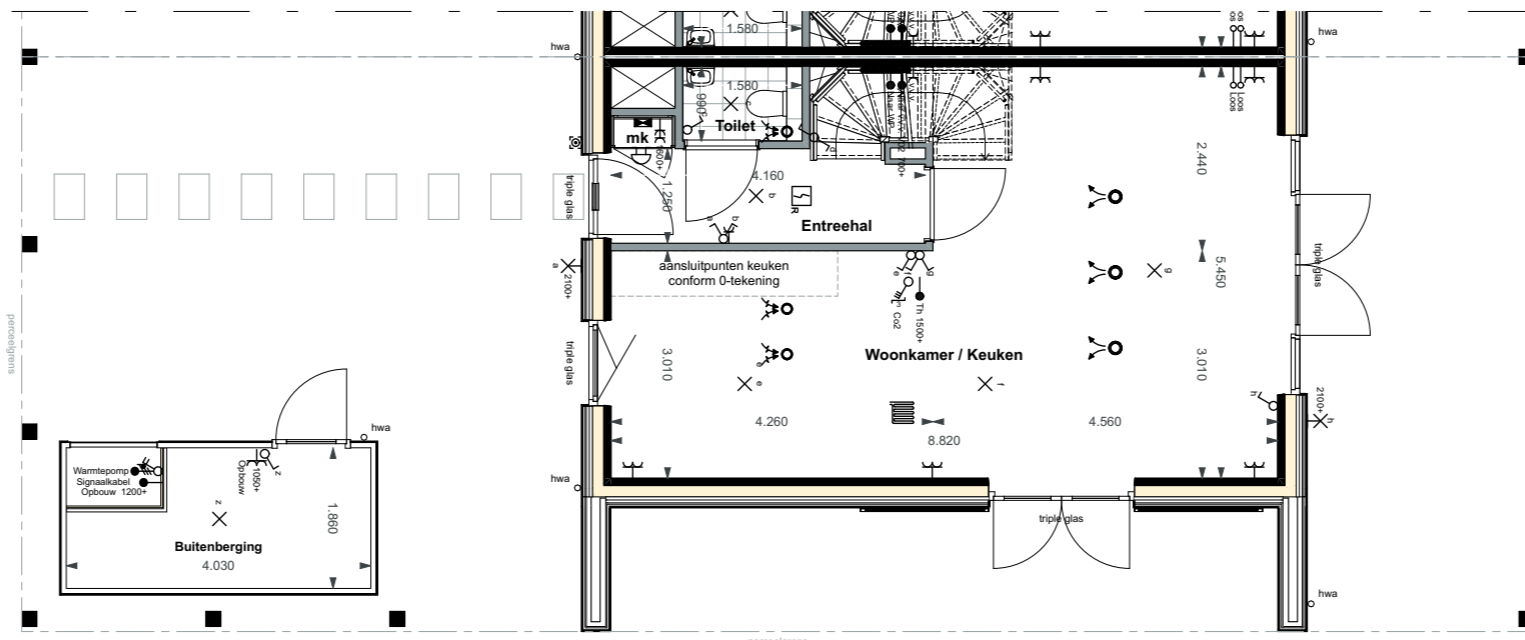 1.580
hwa
hwa
1.580
990
Toilet
mk
1600+
Loos
Loos
2.440
4.160
1.250
triple glas
b
R
a
b
Entreehal
aansluitpunten keuken
conform 0-tekening
a
2100+
e
f
g
Co2
Th 1500+
g
triple glas
5.450
perceelgrens
triple glas
3.010
Woonkamer / Keuken
3.010
e
e
f
h
2100+
h
4.260
4.560
8.820
hwa
hwa
Warmtepomp
Signaalkabel
Opbouw 1200+
1050+
Opbouw
z
z
1.860
Buitenberging
4.030
triple glas
hwa